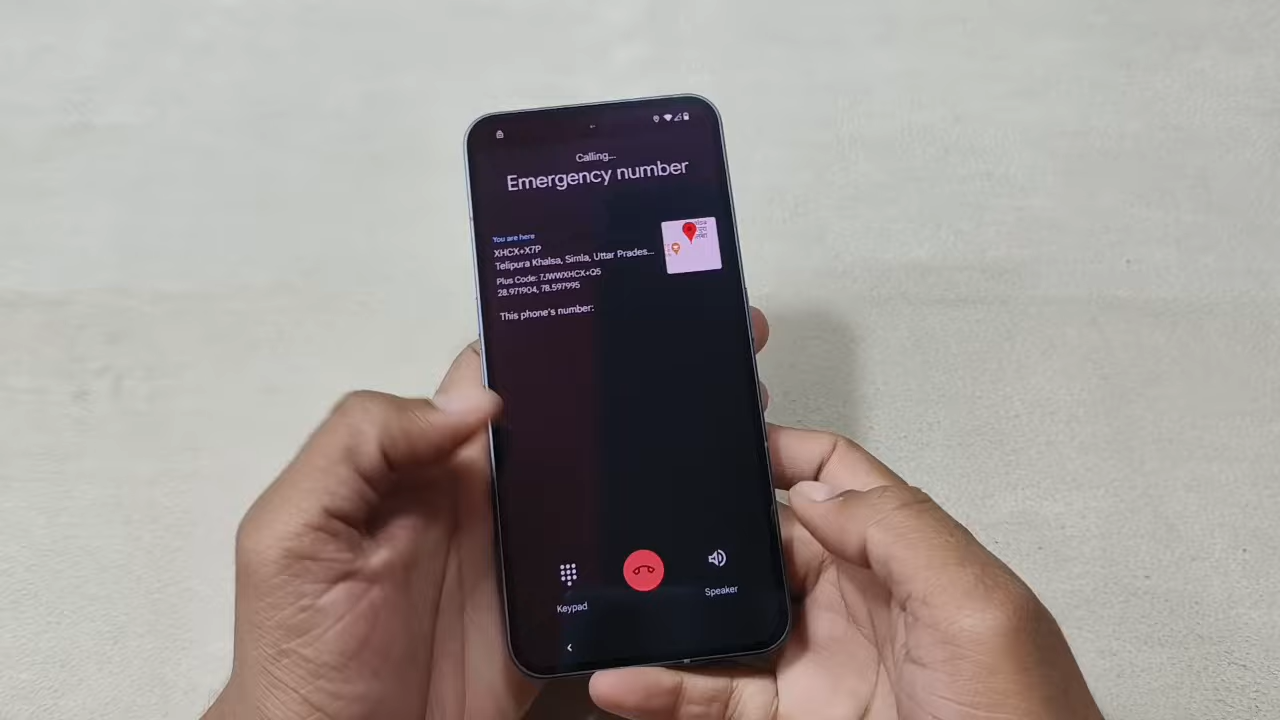 Calling...
Emergency number
You are here
XHCX+X7P
Telipura Khalsa, Simla, Uttar Prades...
Plus Code: 7JWWXHCX+Q5
28.971904, 78.597995
This phone's number:
Keypad
Speaker